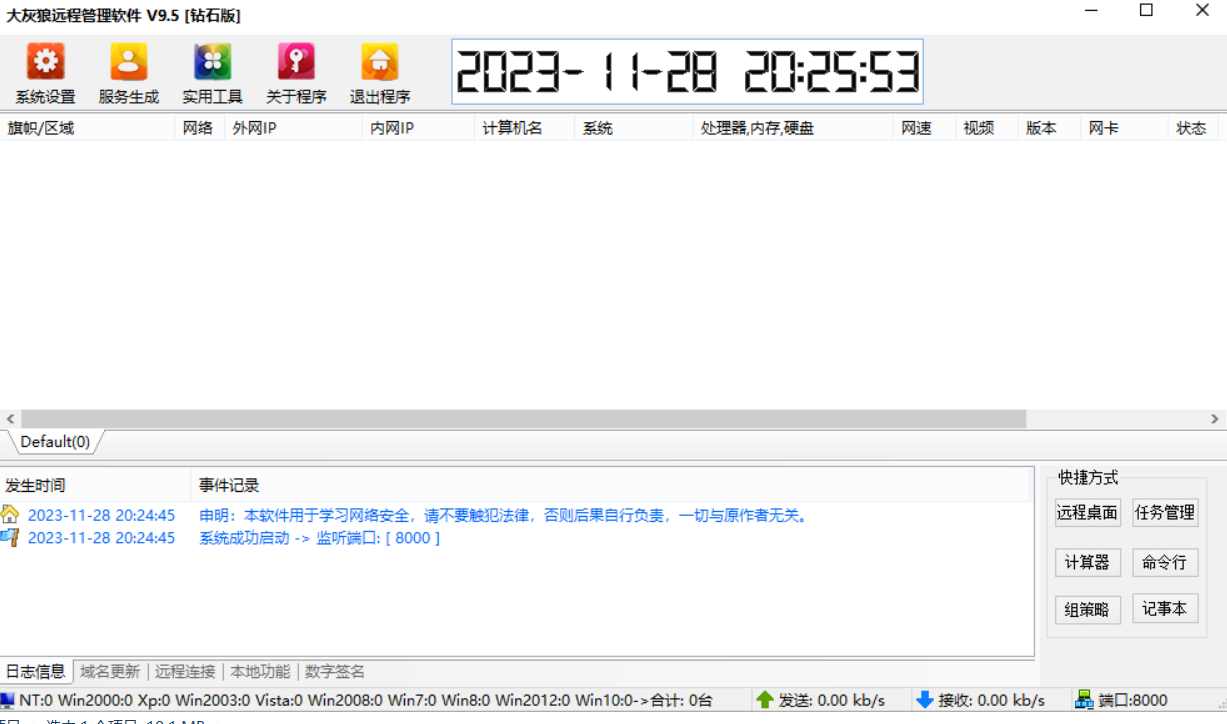 大灰狼远程管理软件 V9.5 [钻石版]
系统设置 服务生成 实用工具 关于程序 退出程序
2023-11-28 20:25:53
旗帜/区域 网络 外网IP 内网IP 计算机名 系统 处理器,内存,硬盘 网速 视频 版本 网卡 状态
Default(0)
发生时间 事件记录
2023-11-28 20:24:45 申明：本软件用于学习网络安全，请不要触犯法律，否则后果自行负责，一切与原作者无关。
2023-11-28 20:24:45 系统成功启动 -> 监听端口: [ 8000 ]
快捷方式
远程桌面 任务管理
计算器 命令行
组策略 记事本
日志信息 域名更新 远程连接 本地功能 数字签名
NT:0 Win2000:0 Xp:0 Win2003:0 Vista:0 Win2008:0 Win7:0 Win8:0 Win2012:0 Win10:0->合计: 0台 发送: 0.00 kb/s 接收: 0.00 kb/s 端口:8000